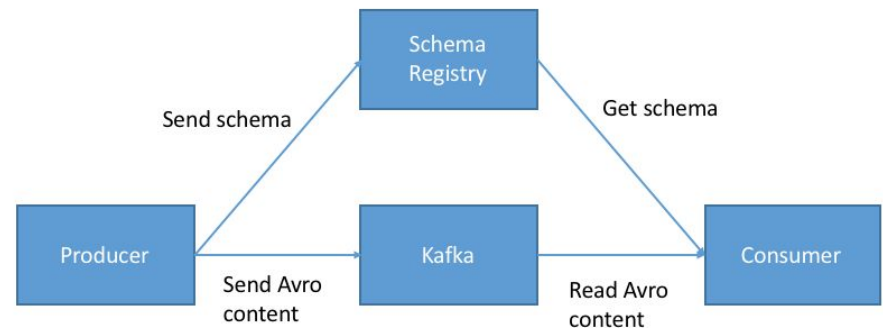 Schema
Registry
Send schema
Get schema
Producer
Kafka
Consumer
Send Avro
content
Read Avro
content